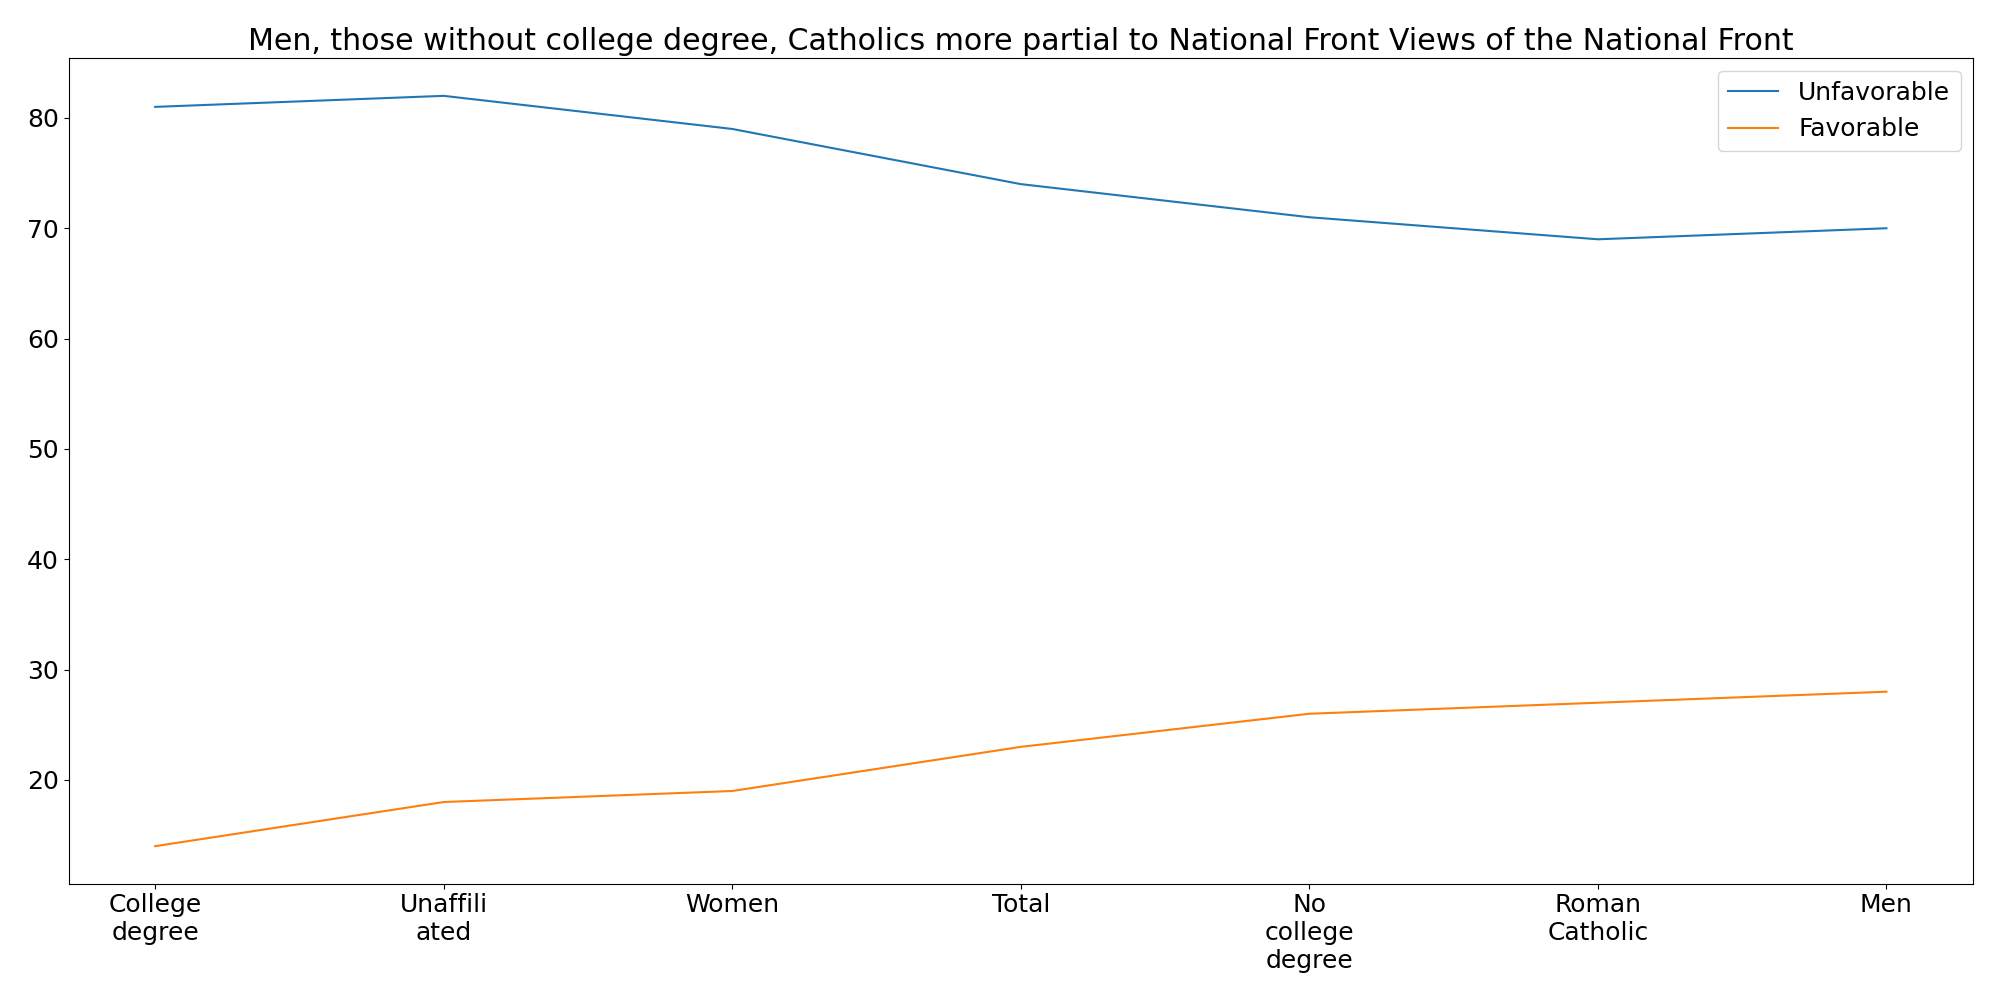 Men, those without college degree, Catholics more partial to National Front Views of the National Front
Unfavorable
Favorable
80
70
60
50
40
30
20
College
degree
Unaffili
ated
Women
Total
No
college
degree
Roman
Catholic
Men